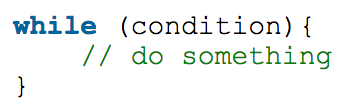 while (condition){
    // do something
}